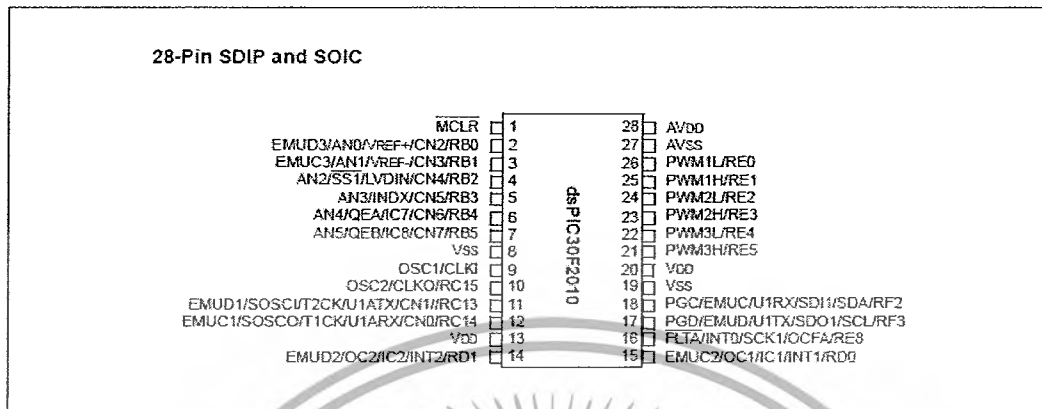 28-Pin SDIP and SOIC
MCLR 1 28 AVDD
EMUD3/AN0/VREF+/CN2/RB0 2 27 AVSS
EMUC3/AN1/VREF-/CN3/RB1 3 26 PWM1L/RE0
AN2/SS1/LVDIN/CN4/RB2 4 25 PWM1H/RE1
AN3/INDX/CN5/RB3 5 24 PWM2L/RE2
AN4/QEA/IC7/CN6/RB4 6 23 PWM2H/RE3
AN5/QEB/IC8/CN7/RB5 7 22 PWM3L/RE4
VSS 8 21 PWM3H/RE5
OSC1/CLKI 9 20 VDD
OSC2/CLKO/RC15 10 19 VSS
EMUD1/SOSCI/T2CK/U1ATX/CN1/RC13 11 18 PGC/EMUC/U1RX/SDI1/SDA/RF2
EMUC1/SOSCO/T1CK/U1ARX/CN0/RC14 12 17 PGD/EMUD/U1TX/SDO1/SCL/RF3
VDD 13 16 FLTA/INT0/SCK1/OCFA/RE8
EMUD2/OC2/IC2/INT2/RD1 14 15 EMUC2/OC1/IC1/INT1/RD0
dsPIC30F2010